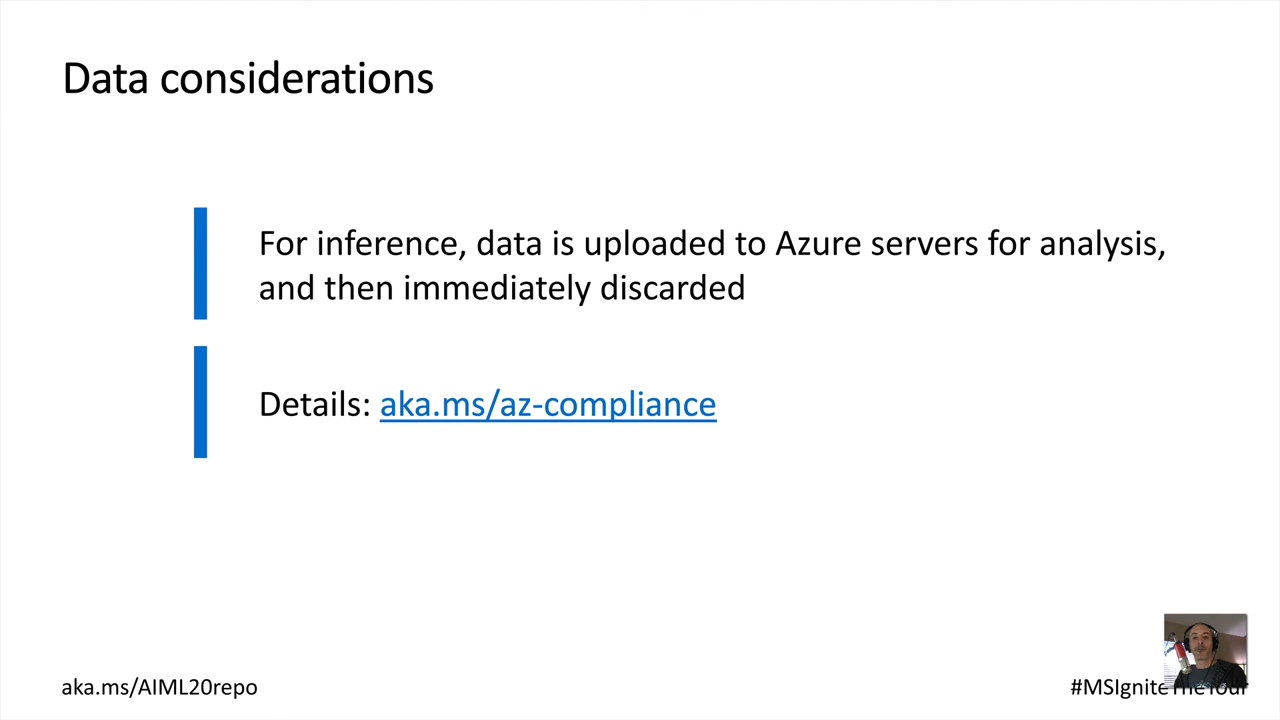 Data considerations
For inference, data is uploaded to Azure servers for analysis,
and then immediately discarded
Details: aka.ms/az-compliance
aka.ms/AIML20repo
#MSIgniteTheTour